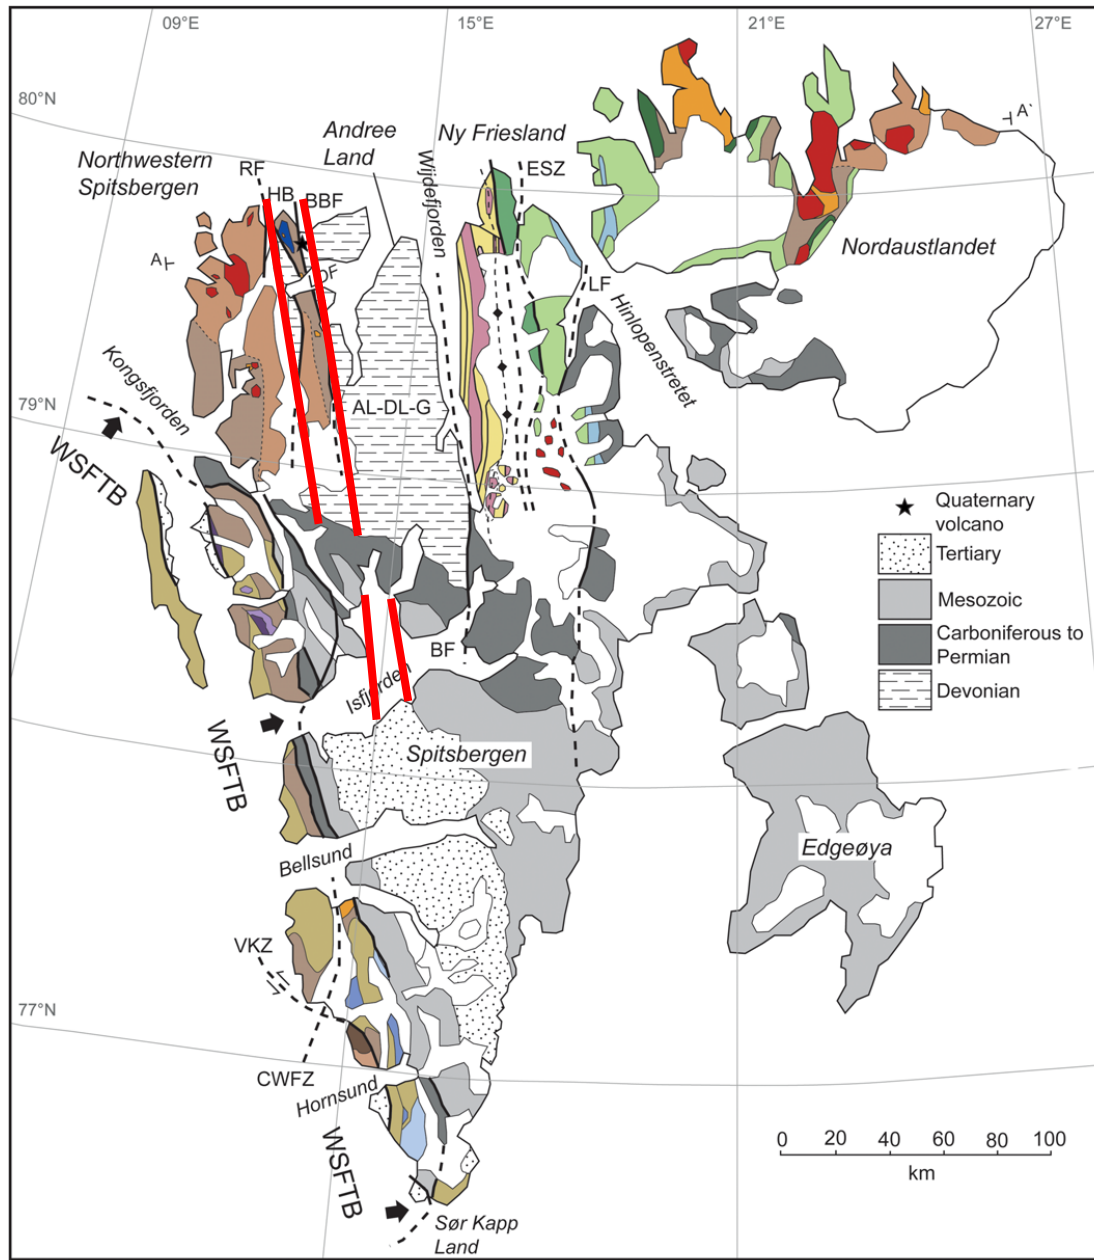 09°E
15°E
21°E
27°E
80°N
Andree
Land
Ny Friesland
A`
Northwestern
Spitsbergen
RF
HB
BBF
Wijdefjorden
ESZ
Nordaustlandet
A
LF
Hinlopenstretet
Kongsfjorden
79°N
AL-DL-G
WSFTB
Quaternary
volcano
Tertiary
Mesozoic
Carboniferous to
Permian
Devonian
BF
Isfjorden
WSFTB
Spitsbergen
Edgeøya
Bellsund
VKZ
77°N
CWFZ
Hornsund
WSFTB
0 20 40 60 80 100
km
Sør Kapp
Land